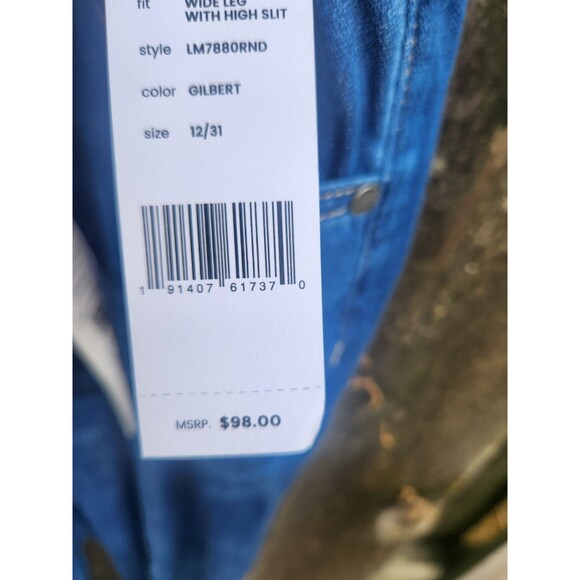 fit WIDE LEG
WITH HIGH SLIT
style LM7880RND
color GILBERT
size 12/31
1 91407 61737 0
MSRP. $98.00